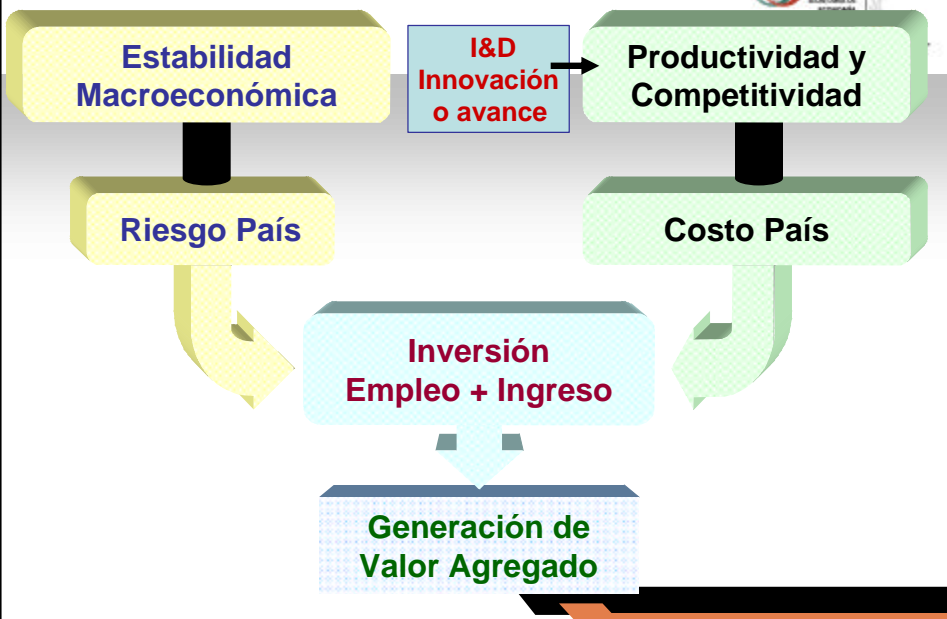 Estabilidad
Macroeconómica
I&D
Innovación
o avance
Productividad y
Competitividad
Riesgo País
Costo País
Inversión
Empleo + Ingreso
Generación de
Valor Agregado